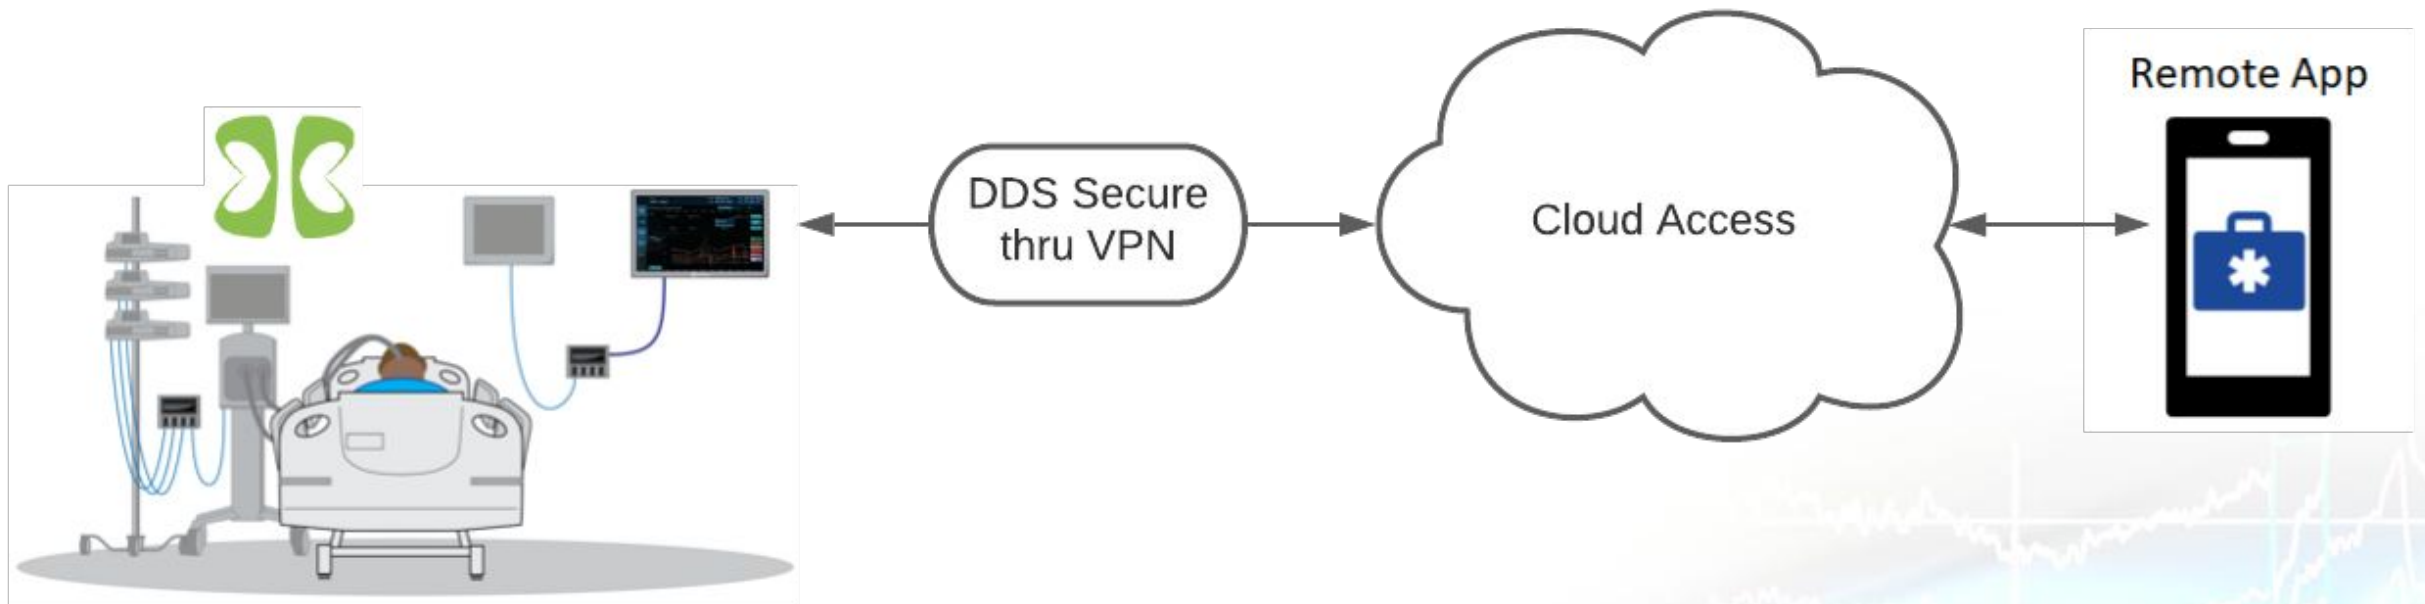 DDS Secure
thru VPN
Cloud Access
Remote App